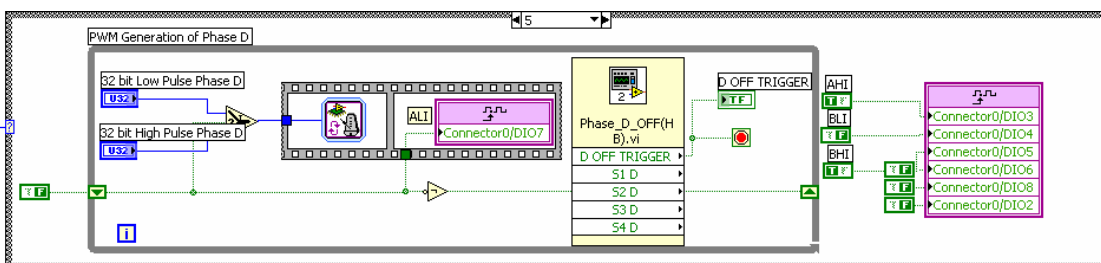 5
PWM Generation of Phase D
32 bit Low Pulse Phase D
U32
32 bit High Pulse Phase D
U32
F
i
ALI
Connector0/DIO7
2
Phase_D_OFF(H
B).vi
D OFF TRIGGER
S1 D
S2 D
S3 D
S4 D
D OFF TRIGGER
TF
AHI
T
BLI
F
BHI
T
F
F
F
Connector0/DIO3
Connector0/DIO4
Connector0/DIO5
Connector0/DIO6
Connector0/DIO8
Connector0/DIO2